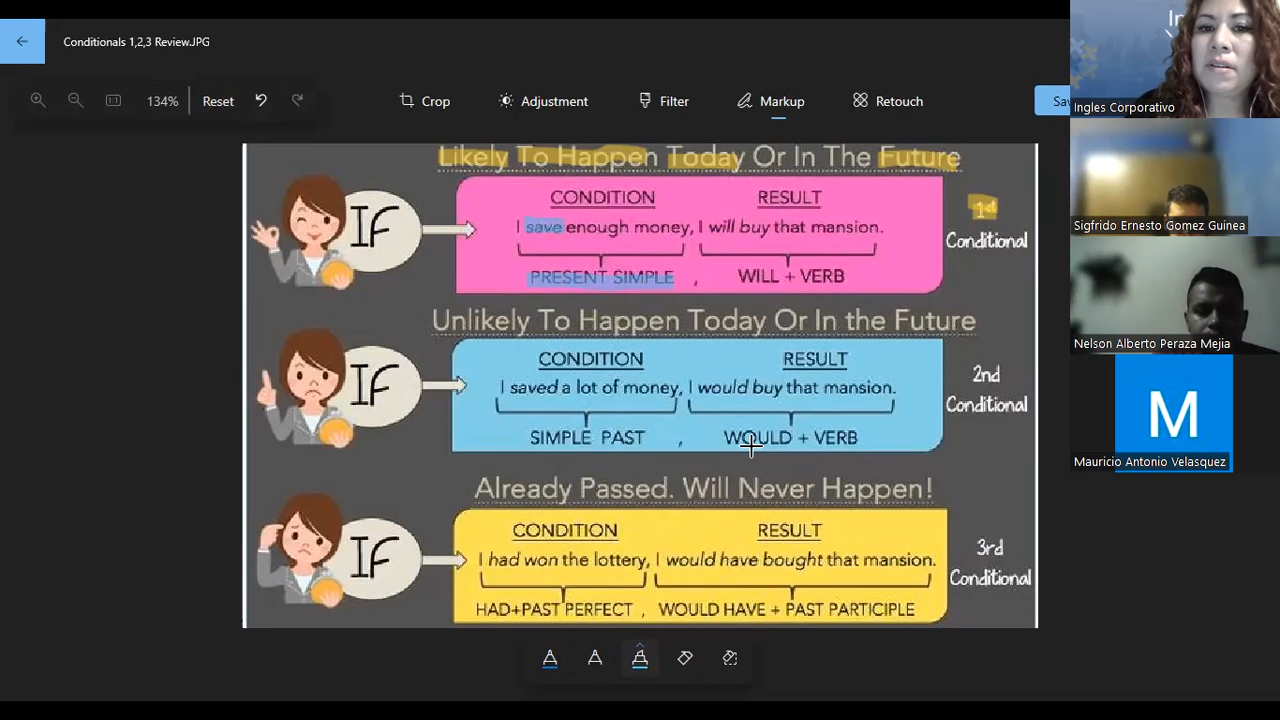 Conditionals 1,2,3 Review.JPG
134% Reset Crop Adjustment Filter Markup Retouch
Likely To Happen Today Or In The Future
IF
CONDITION RESULT
I save enough money, I will buy that mansion.
PRESENT SIMPLE , WILL + VERB
Conditional
Unlikely To Happen Today Or In the Future
IF
CONDITION RESULT
I saved a lot of money, I would buy that mansion.
SIMPLE PAST , WOULD + VERB
2nd
Conditional
Already Passed. Will Never Happen!
IF
CONDITION RESULT
I had won the lottery, I would have bought that mansion.
HAD+PAST PERFECT , WOULD HAVE + PAST PARTICIPLE
3rd
Conditional
Ingles Corporativo
Sigfrido Ernesto Gomez Guinea
Nelson Alberto Peraza Mejia
M
Mauricio Antonio Velasquez